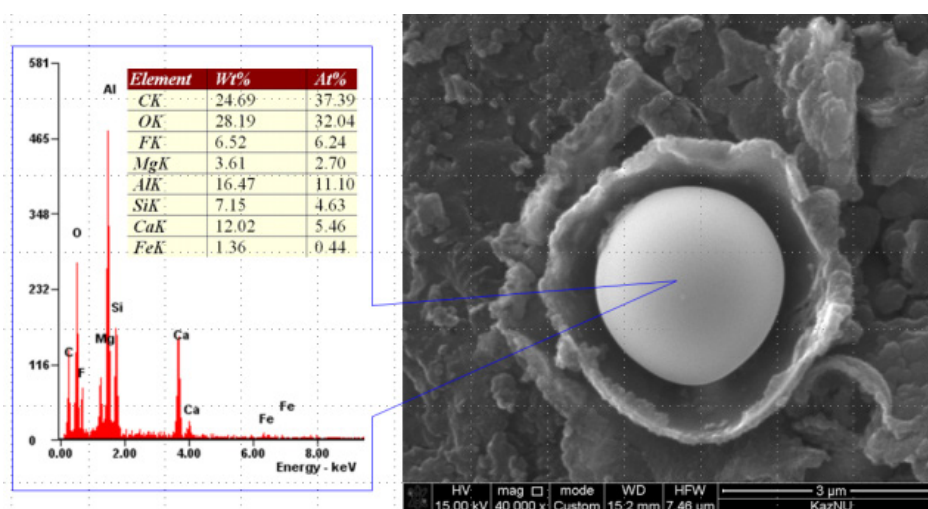 581
465
348
232
116
0
Al
O
Si
Mg
C
F
Ca
Ca
Fe
Fe
0.00 2.00 4.00 6.00 8.00
Energy - keV
Element Wt% At%
CK 24.69 37.39
OK 28.19 32.04
FK 6.52 6.24
MgK 3.61 2.70
AlK 16.47 11.10
SiK 7.15 4.63
CaK 12.02 5.46
FeK 1.36 0.44
HV mag mode WD HFW 3 µm
15.00 kV 40 000 x Custom 15.2 mm 7.46 µm KazNU